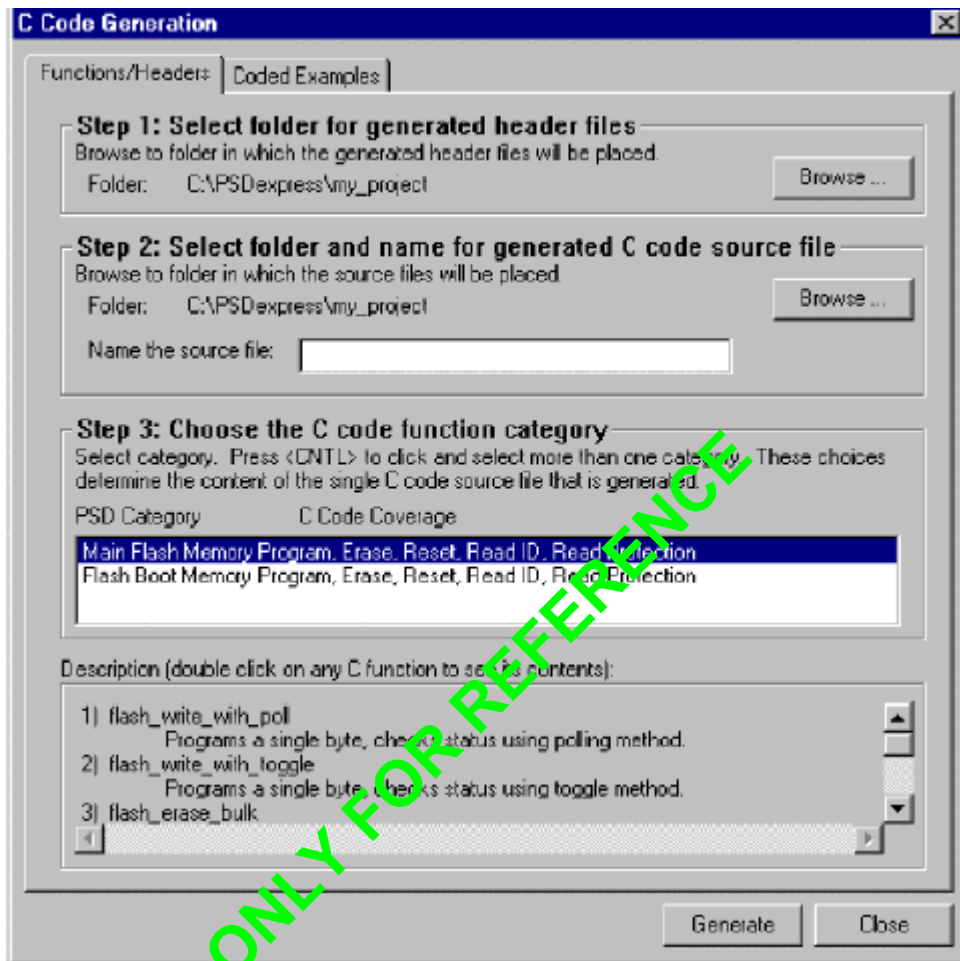 C Code Generation
Functions/Headers
Coded Examples
Step 1: Select folder for generated header files
Browse to folder in which the generated header files will be placed.
Folder: C:\PSDexpress\my_project
Browse ...
Step 2: Select folder and name for generated C code source file
Browse to folder in which the source files will be placed.
Folder: C:\PSDexpress\my_project
Browse ...
Name the source file:
Step 3: Choose the C code function category
Select category. Press <CNTL> to click and select more than one category. These choices
determine the content of the single C code source file that is generated.
PSD Category C Code Coverage
Main Flash Memory Program, Erase, Reset, Read ID, Read Protection
Flash Boot Memory Program, Erase, Reset, Read ID, Read Protection
Description (double click on any C function to see its contents):
1) flash_write_with_poll
Programs a single byte, checks status using polling method.
2) flash_write_with_toggle
Programs a single byte, checks status using toggle method.
3) flash_erase_bulk
Generate
Close
ONLY FOR REFERENCE